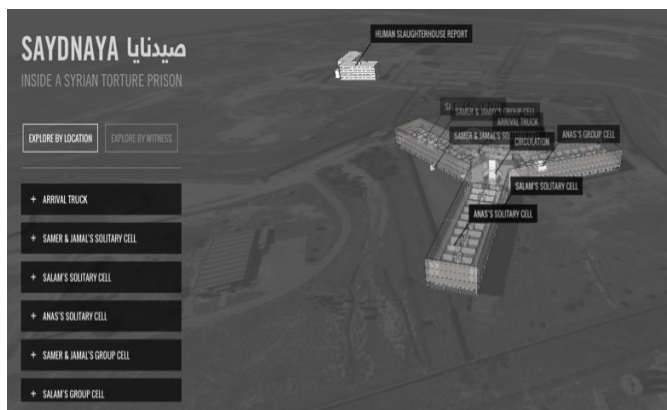 SAYDNAYA صيدنايا
INSIDE A SYRIAN TORTURE PRISON
EXPLORE BY LOCATION
EXPLORE BY WITNESS
+ ARRIVAL TRUCK
+ SAMER & JAMAL'S SOLITARY CELL
+ SALAM'S SOLITARY CELL
+ ANAS'S SOLITARY CELL
+ SAMER & JAMAL'S GROUP CELL
+ SALAM'S GROUP CELL
HUMAN SLAUGHTERHOUSE REPORT
SAMER & JAMAL'S GROUP CELL
ARRIVAL TRUCK
SAMER & JAMAL'S
CIRCULATION
ANAS'S GROUP CELL
SALAM'S SOLITARY CELL
ANAS'S SOLITARY CELL